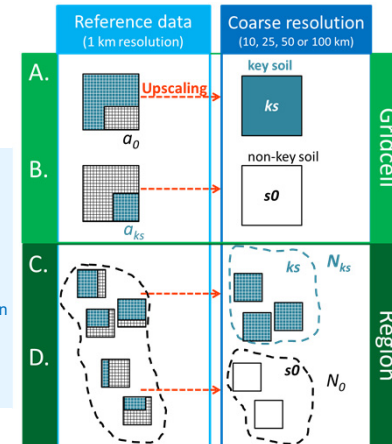 Reference data
(1 km resolution)
Coarse resolution
(10, 25, 50 or 100 km)
A.
Upscaling
a0
key soil
ks
B.
aks
non-key soil
s0
Gridcell
C.
ks
Nks
D.
s0
N0
Region
n